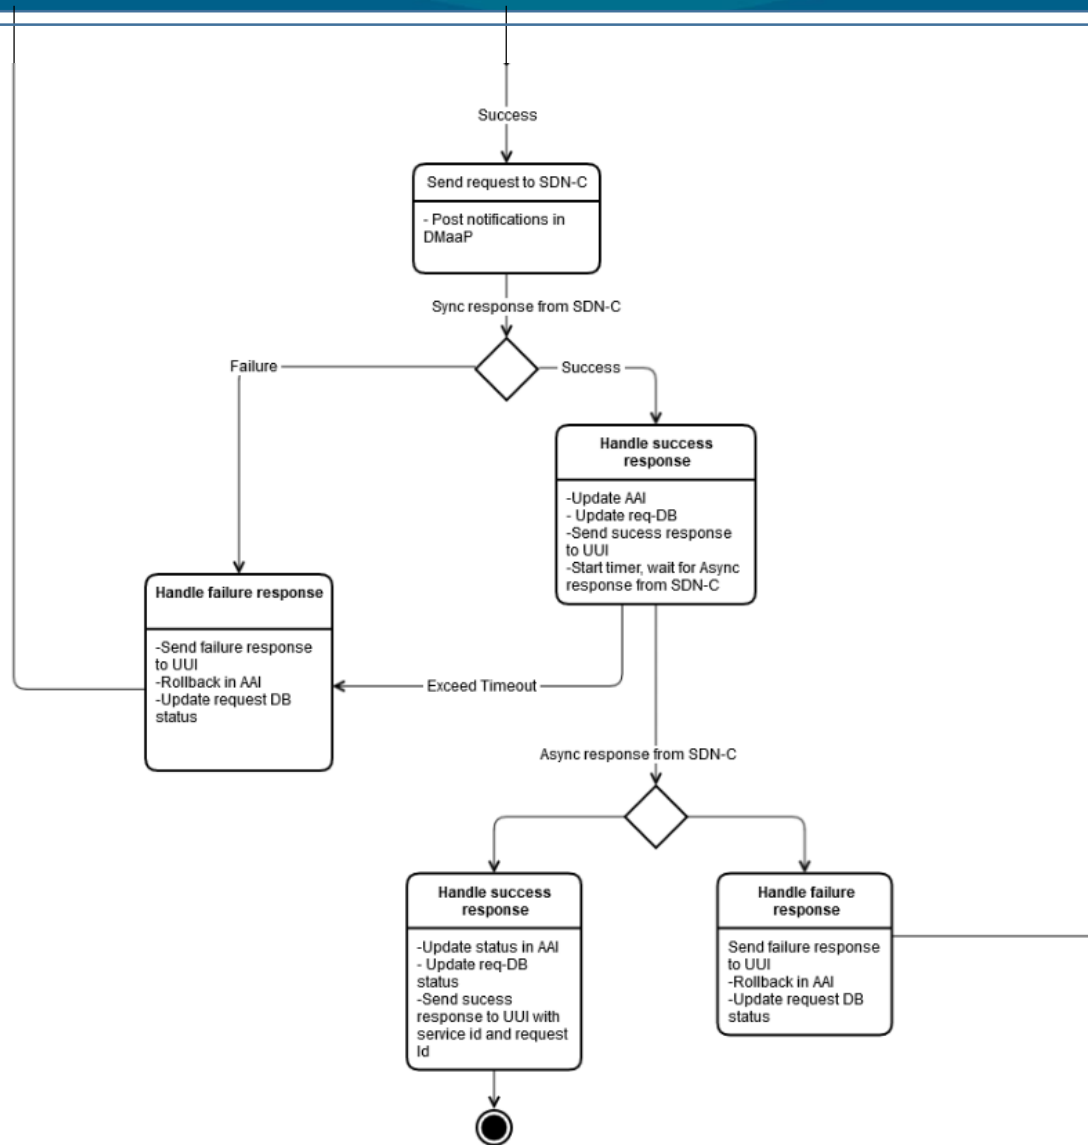 Success
Send request to SDN-C
- Post notifications in
DMaaP
Sync response from SDN-C
Failure
Success
Handle success
response
-Update AAI
- Update req-DB
-Send sucess response
to UUI
-Start timer, wait for Async
response from SDN-C
Handle failure response
-Send failure response
to UUI
-Rollback in AAI
-Update request DB
status
Exceed Timeout
Async response from SDN-C
Handle success
response
-Update status in AAI
- Update req-DB
status
-Send sucess
response to UUI with
service id and request
Id
Handle failure
response
Send failure response
to UUI
-Rollback in AAI
-Update request DB
status